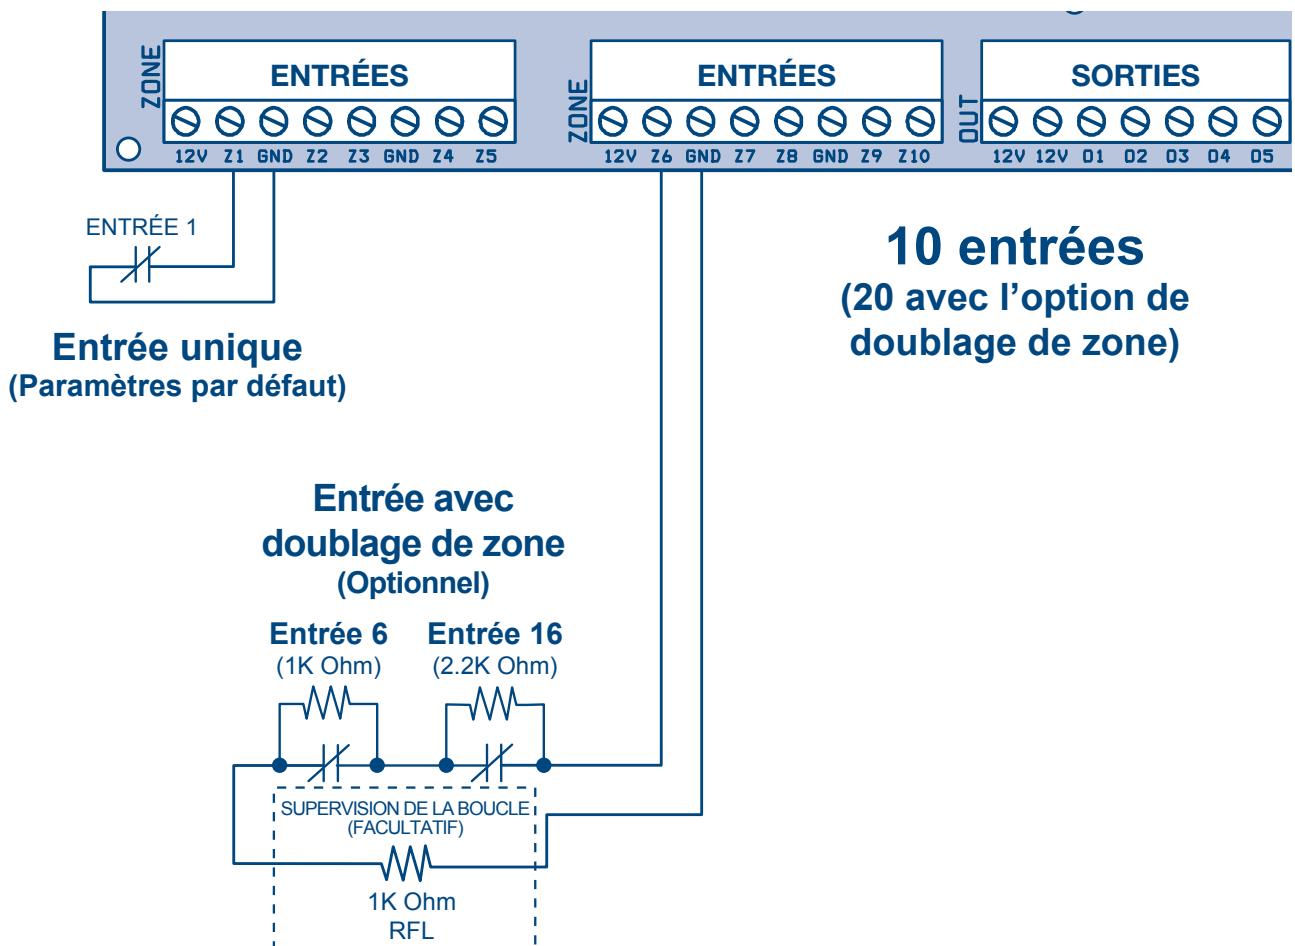 ZONE
ENTRÉES
12V Z1 GND Z2 Z3 GND Z4 Z5
ZONE
ENTRÉES
12V Z6 GND Z7 Z8 GND Z9 Z10
OUT
SORTIES
12V 12V O1 O2 O3 O4 O5
ENTRÉE 1
Entrée unique
(Paramètres par défaut)
10 entrées
(20 avec l’option de
doublage de zone)
Entrée avec
doublage de zone
(Optionnel)
Entrée 6
(1K Ohm)
Entrée 16
(2.2K Ohm)
SUPERVISION DE LA BOUCLE
(FACULTATIF)
1K Ohm
RFL